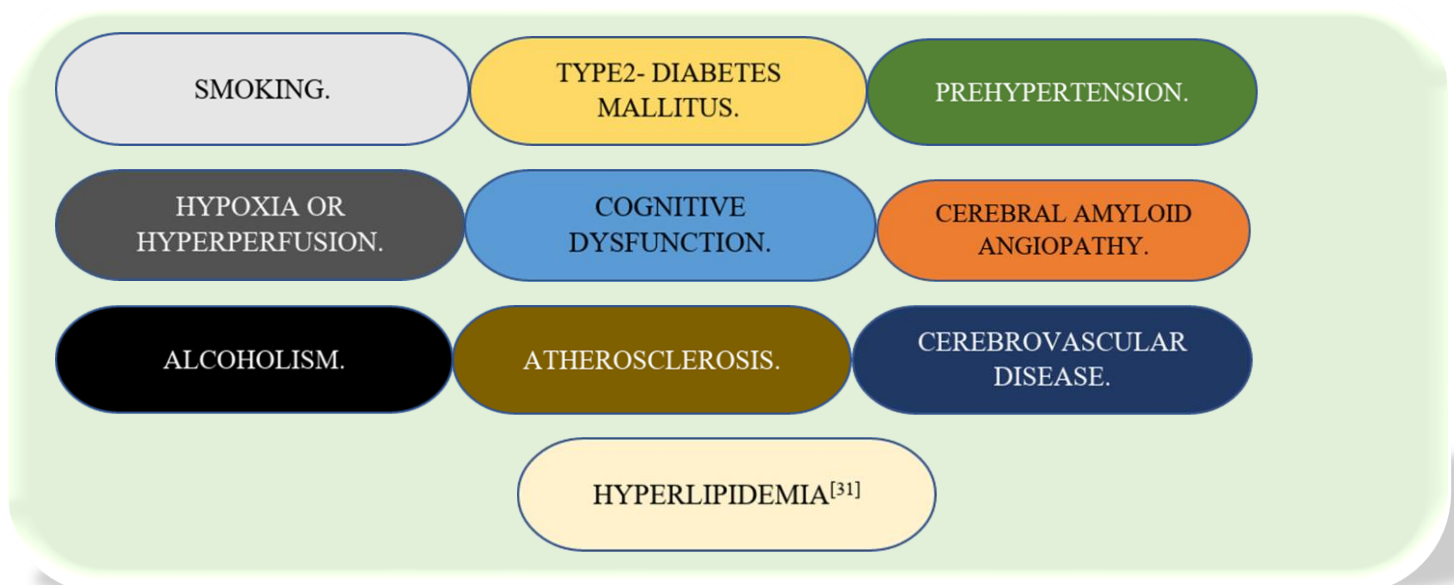 SMOKING.
TYPE2- DIABETES
MALLITUS.
PREHYPERTENSION.
HYPOXIA OR
HYPERPERFUSION.
COGNITIVE
DYSFUNCTION.
CEREBRAL AMYLOID
ANGIOPATHY.
ALCOHOLISM.
ATHEROSCLEROSIS.
CEREBROVASCULAR
DISEASE.
HYPERLIPIDEMIA[31]